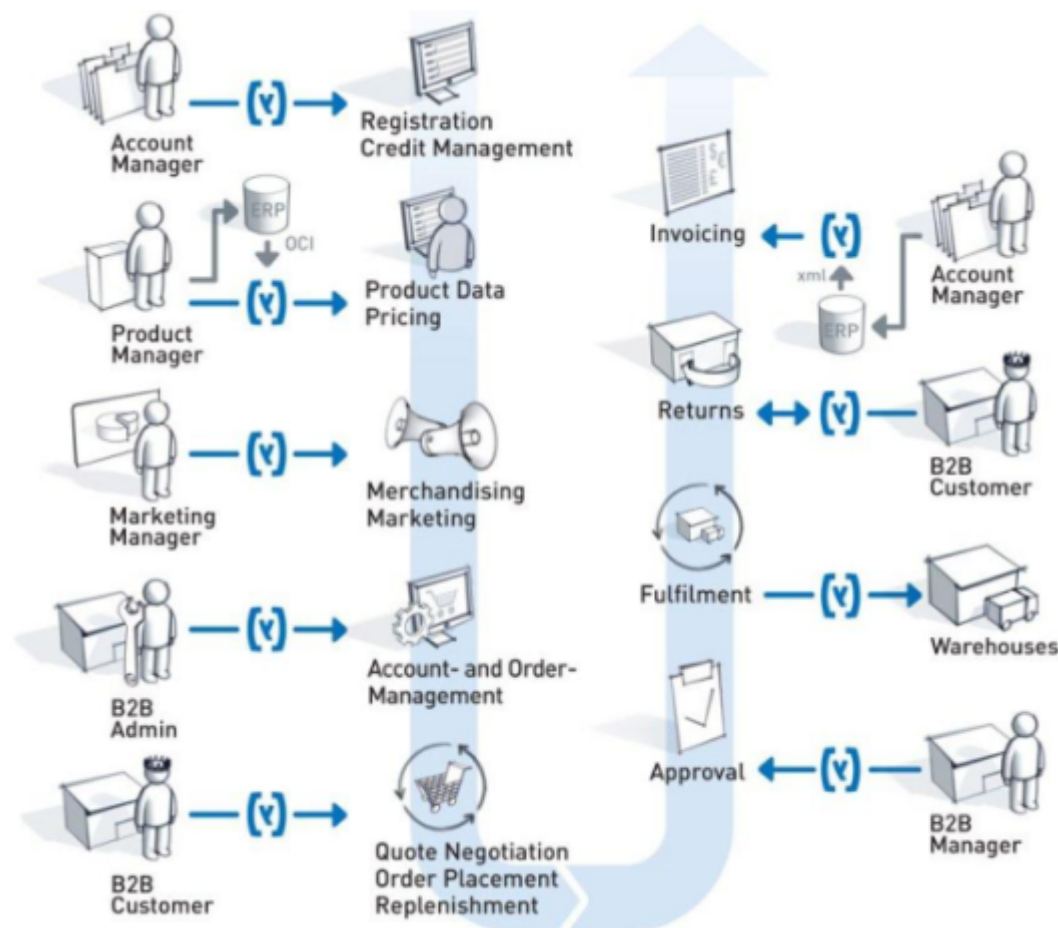 Account
Manager
Registration
Credit Management
ERP
OCI
Product
Manager
Product Data
Pricing
Marketing
Manager
Merchandising
Marketing
B2B
Admin
Account- and Order-
Management
B2B
Customer
Quote Negotiation
Order Placement
Replenishment
Invoicing
xml
ERP
Account
Manager
Returns
B2B
Customer
Fulfilment
Warehouses
Approval
B2B
Manager